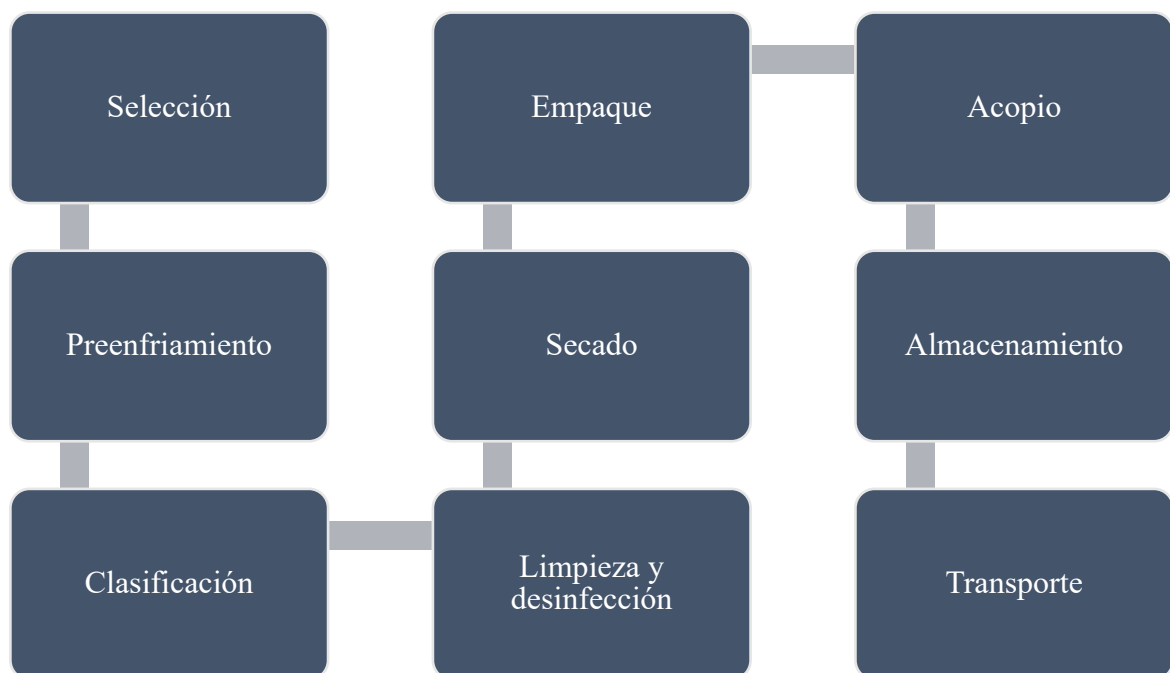 Selección
Preenfriamiento
Clasificación
Limpieza y
desinfección
Secado
Empaque
Acopio
Almacenamiento
Transporte